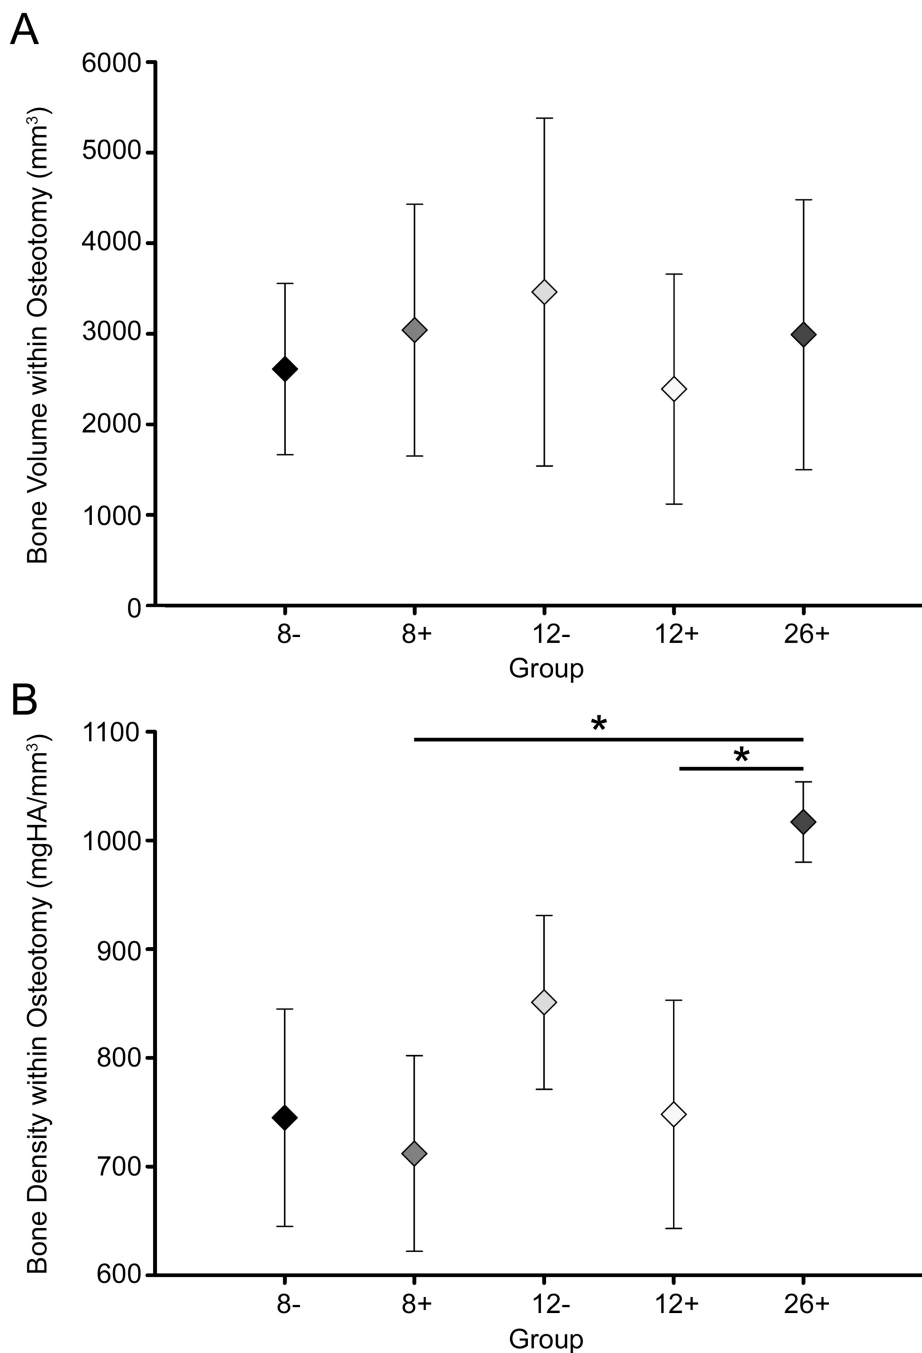 A
Bone Volume within Osteotomy (mm³)
6000
5000
4000
3000
2000
1000
0
8- 8+ 12- 12+ 26+
Group
B
Bone Density within Osteotomy (mgHA/mm³)
1100
1000
900
800
700
600
*
*
8- 8+ 12- 12+ 26+
Group